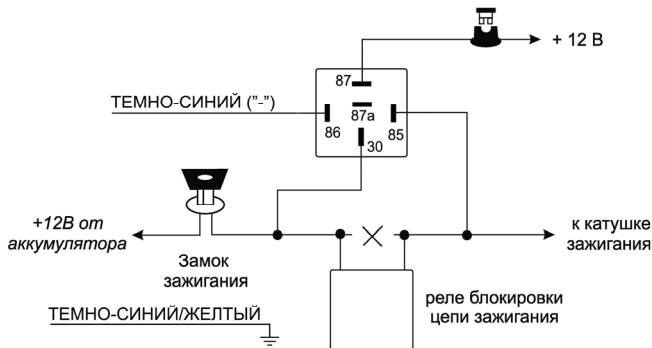 + 12 В
87
ТЕМНО-СИНИЙ ("-")
87а
86
85
30
+12В от
аккумулятора
Замок
зажигания
к катушке
зажигания
реле блокировки
цепи зажигания
ТЕМНО-СИНИЙ/ЖЕЛТЫЙ